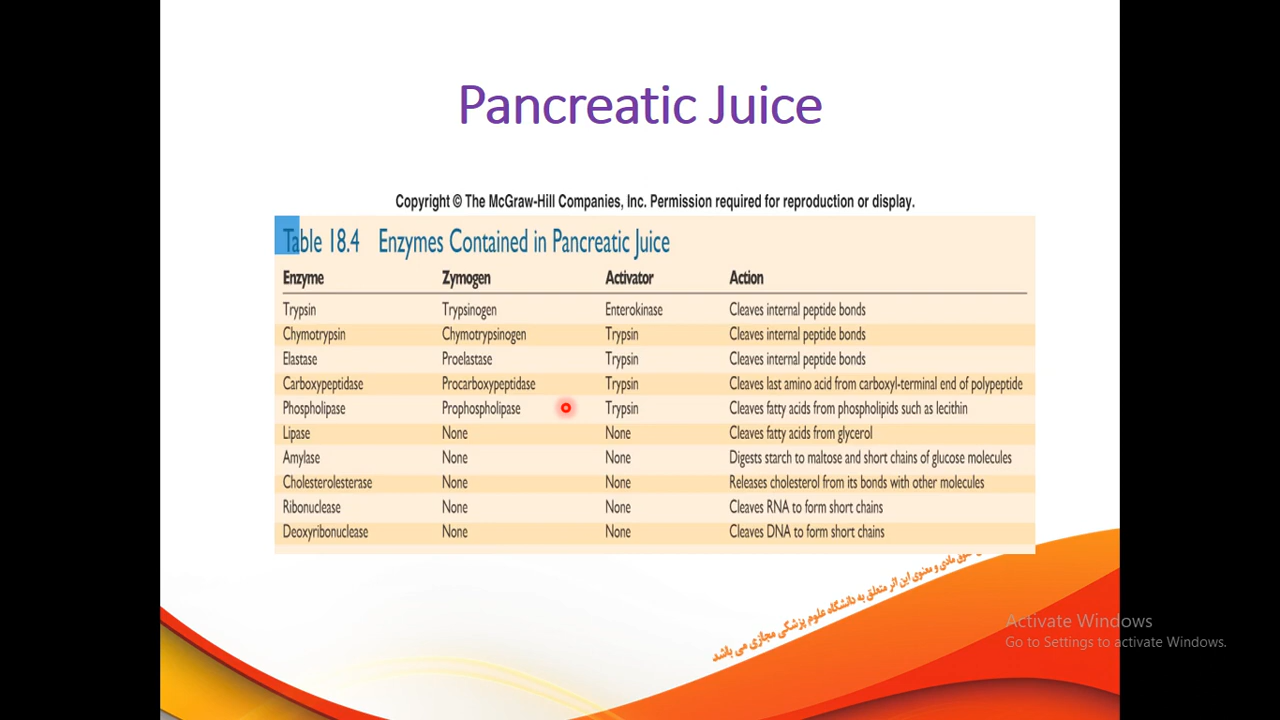 Pancreatic Juice
Copyright © The McGraw-Hill Companies, Inc. Permission required for reproduction or display.
Table 18.4 Enzymes Contained in Pancreatic Juice
Enzyme Zymogen Activator Action
Trypsin Trypsinogen Enterokinase Cleaves internal peptide bonds
Chymotrypsin Chymotrypsinogen Trypsin Cleaves internal peptide bonds
Elastase Proelastase Trypsin Cleaves internal peptide bonds
Carboxypeptidase Procarboxypeptidase Trypsin Cleaves last amino acid from carboxyl-terminal end of polypeptide
Phospholipase Prophospholipase Trypsin Cleaves fatty acids from phospholipids such as lecithin
Lipase None None Cleaves fatty acids from glycerol
Amylase None None Digests starch to maltose and short chains of glucose molecules
Cholesterolesterase None None Releases cholesterol from its bonds with other molecules
Ribonuclease None None Cleaves RNA to form short chains
Deoxyribonuclease None None Cleaves DNA to form short chains
مادی و معنوی این اثر متعلق به دانشگاه علوم پزشکی مجازی می باشد
Activate Windows
Go to Settings to activate Windows.